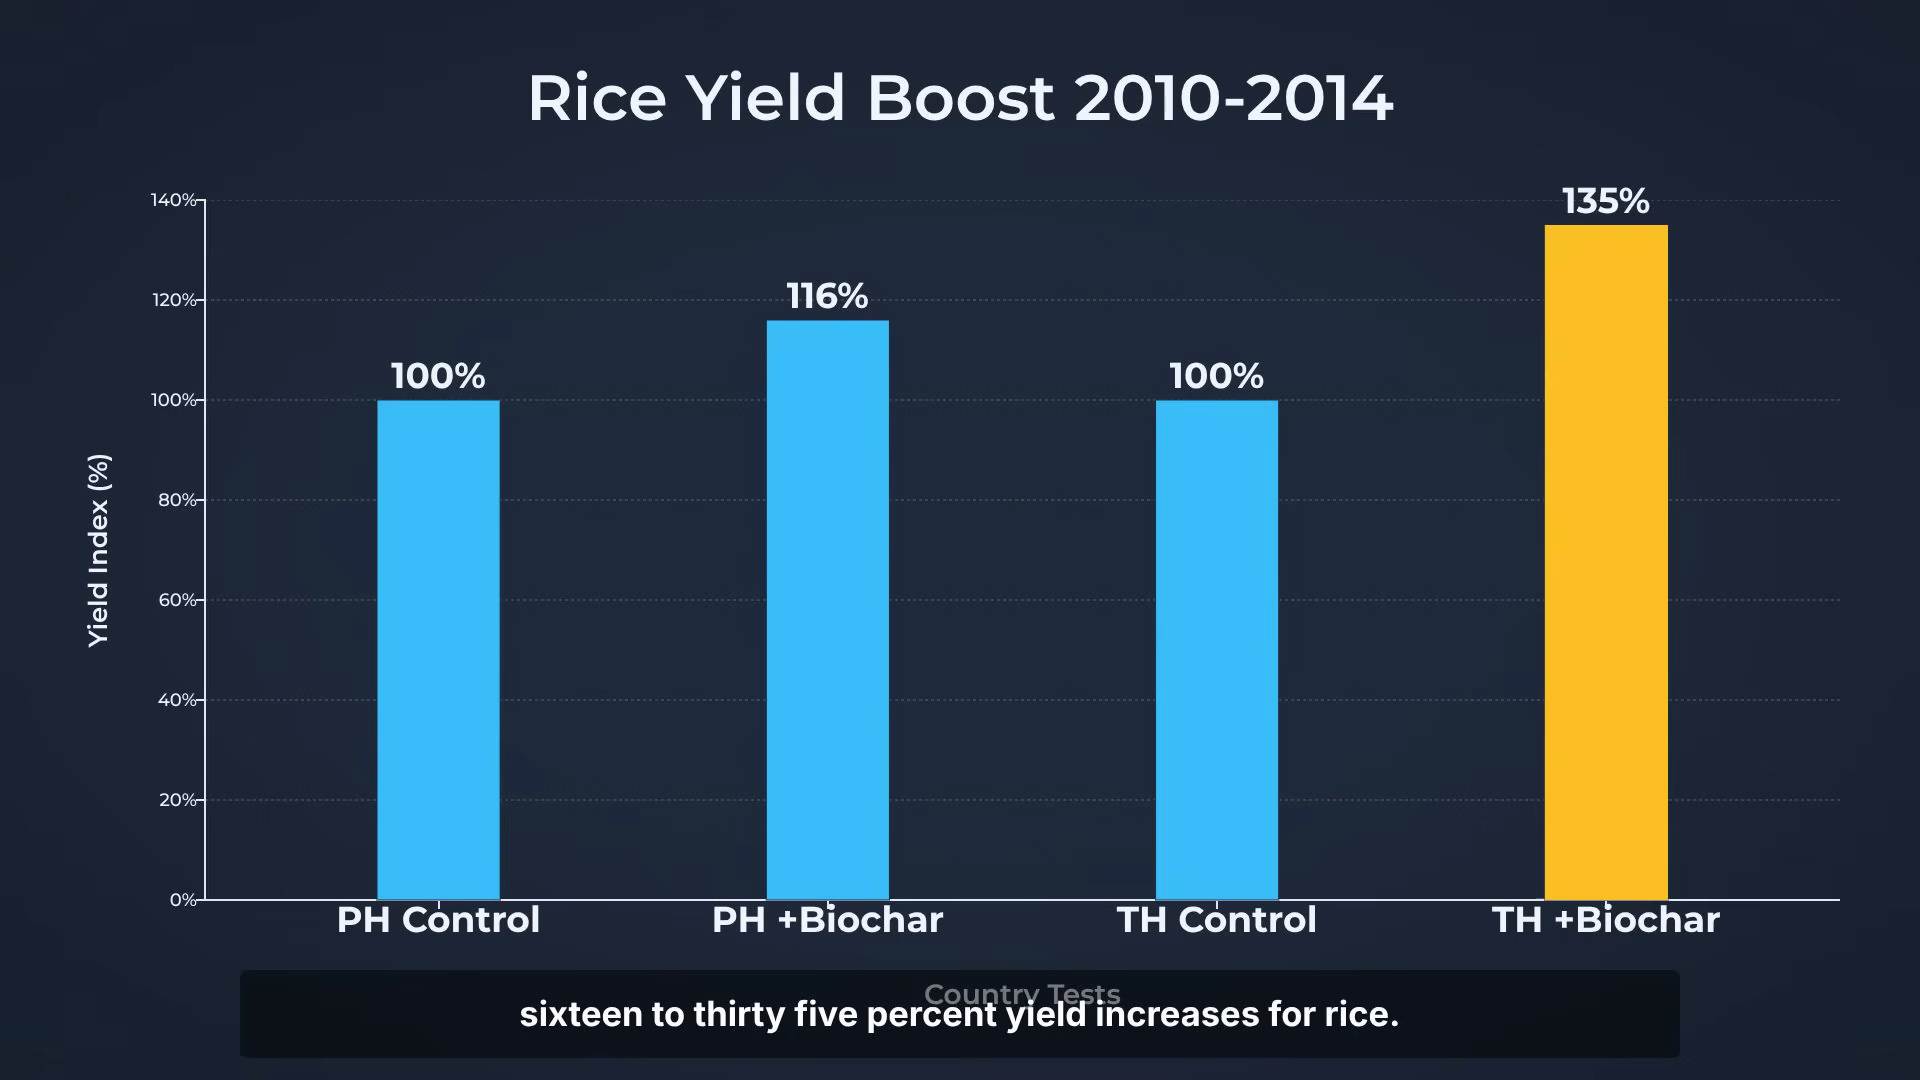 Rice Yield Boost 2010-2014
Yield Index (%)
140%
120%
100%
80%
60%
40%
20%
0%
100%
116%
100%
135%
PH Control
PH +Biochar
TH Control
TH +Biochar
Country Tests
sixteen to thirty five percent yield increases for rice.